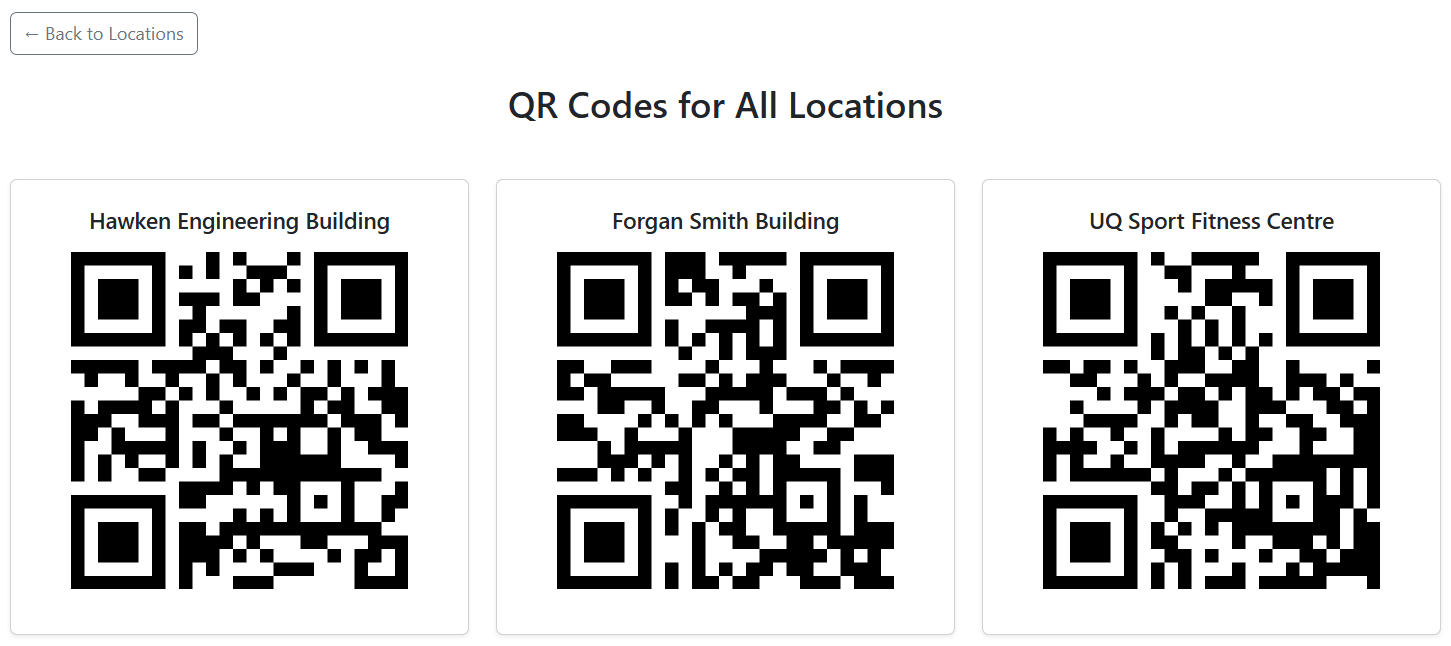 ← Back to Locations
QR Codes for All Locations
Hawken Engineering Building
Forgan Smith Building
UQ Sport Fitness Centre